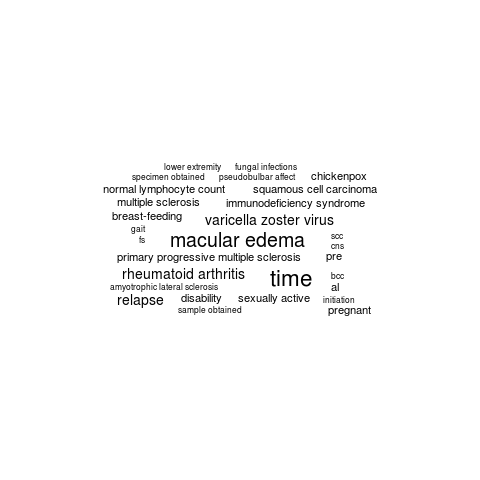 lower extremity fungal infections
specimen obtained pseudobulbar affect chickenpox
normal lymphocyte count squamous cell carcinoma
multiple sclerosis immunodeficiency syndrome
breast-feeding varicella zoster virus
gait
fs macular edema scc
cns
primary progressive multiple sclerosis pre
rheumatoid arthritis time bcc
amyotrophic lateral sclerosis al
relapse disability sexually active initiation
sample obtained pregnant